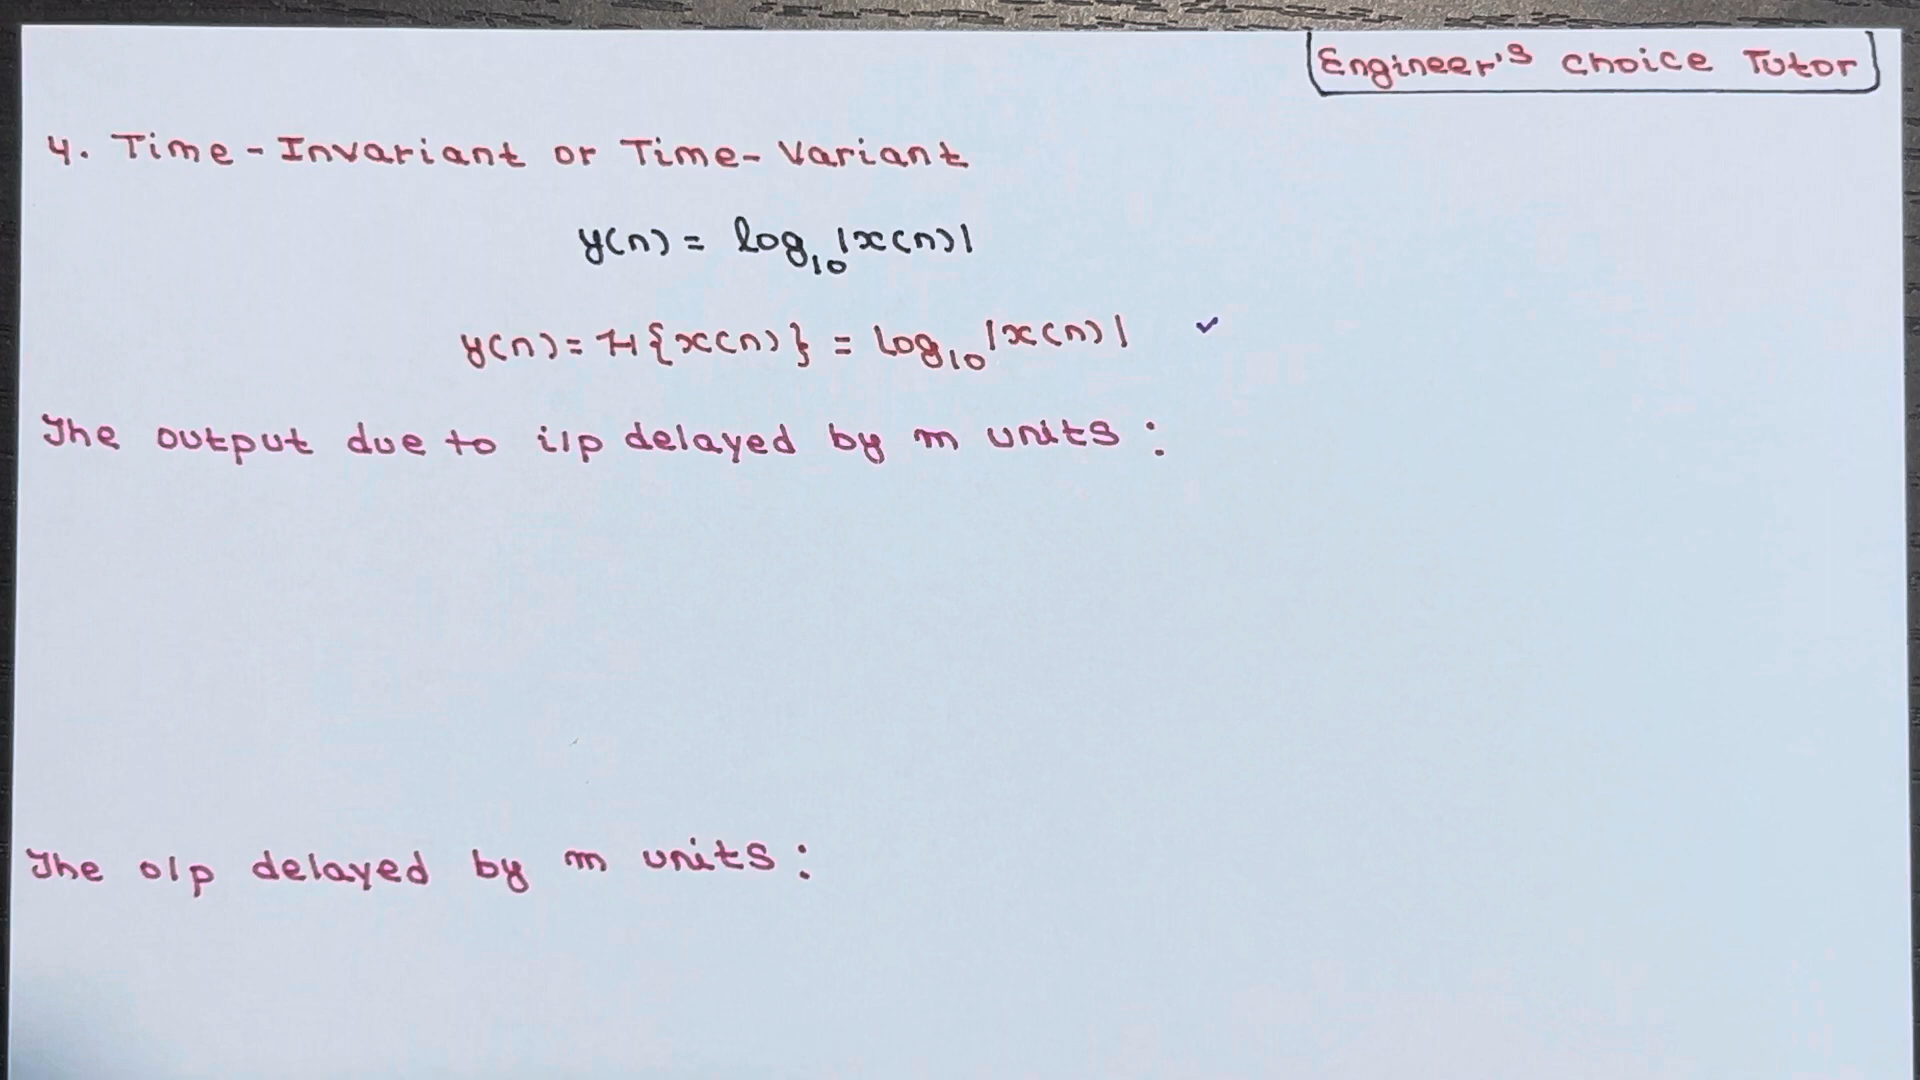 Engineer's choice Tutor
4. Time-Invariant or Time-Variant
y(n) = log₁₀|x(n)|
y(n) = H{x(n)} = log₁₀|x(n)| ✓
The output due to i/p delayed by m units :
The o/p delayed by m units :